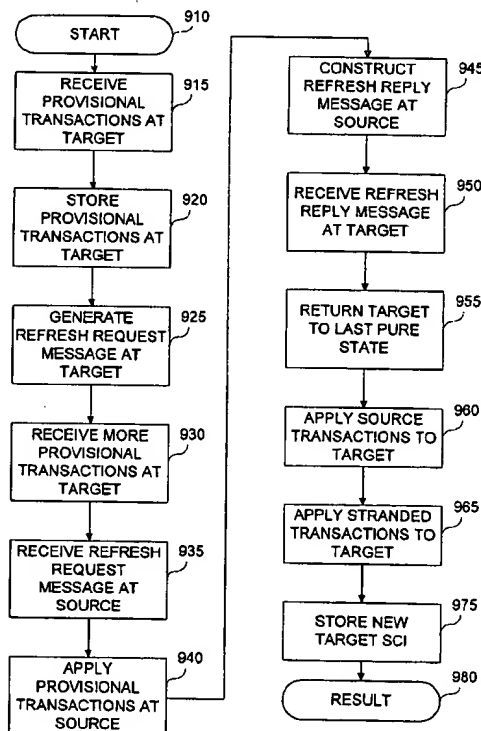 START
910
RECEIVE
PROVISIONAL
TRANSACTIONS AT
TARGET
915
STORE
PROVISIONAL
TRANSACTIONS AT
TARGET
920
GENERATE
REFRESH REQUEST
MESSAGE AT
TARGET
925
RECEIVE MORE
PROVISIONAL
TRANSACTIONS AT
TARGET
930
RECEIVE REFRESH
REQUEST
MESSAGE AT
SOURCE
935
APPLY
PROVISIONAL
TRANSACTIONS AT
SOURCE
940
CONSTRUCT
REFRESH REPLY
MESSAGE AT
SOURCE
945
RECEIVE REFRESH
REPLY MESSAGE
AT TARGET
950
RETURN TARGET
TO LAST PURE
STATE
955
APPLY SOURCE
TRANSACTIONS TO
TARGET
960
APPLY STRANDED
TRANSACTIONS TO
TARGET
965
STORE NEW
TARGET SCI
975
RESULT
980